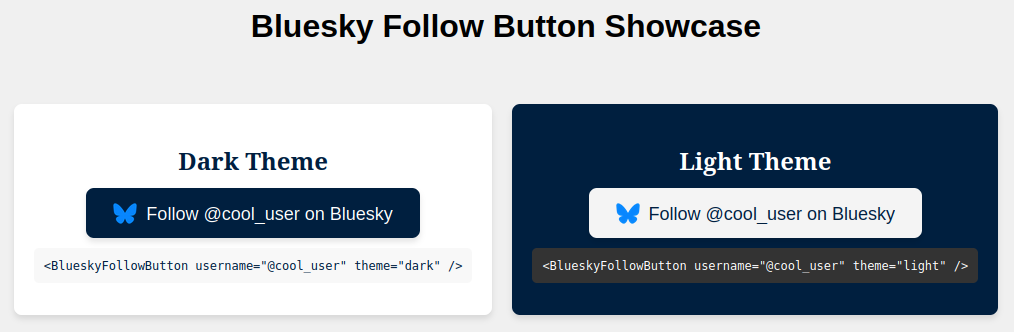 Bluesky Follow Button Showcase
Dark Theme
Follow @cool_user on Bluesky
<BlueskyFollowButton username="@cool_user" theme="dark" />
Light Theme
Follow @cool_user on Bluesky
<BlueskyFollowButton username="@cool_user" theme="light" />